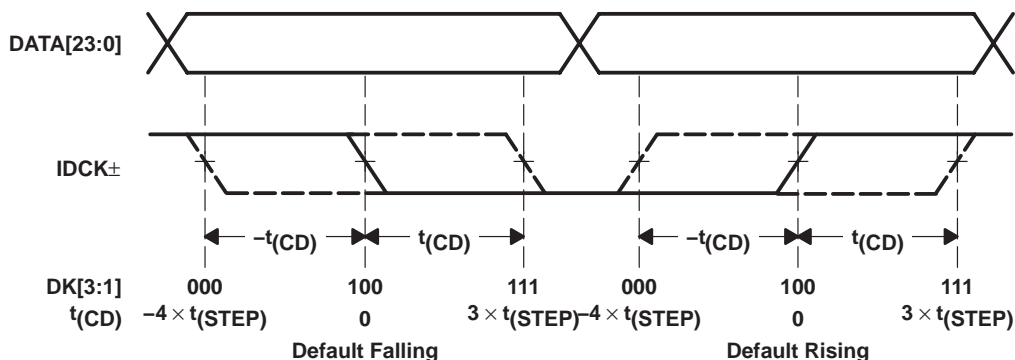 DATA[23:0]
IDCK±
−t(CD) t(CD) −t(CD) t(CD)
DK[3:1] 000 100 111 000 100 111
t(CD) −4 × t(STEP) 0 3 × t(STEP) −4 × t(STEP) 0 3 × t(STEP)
Default Falling Default Rising